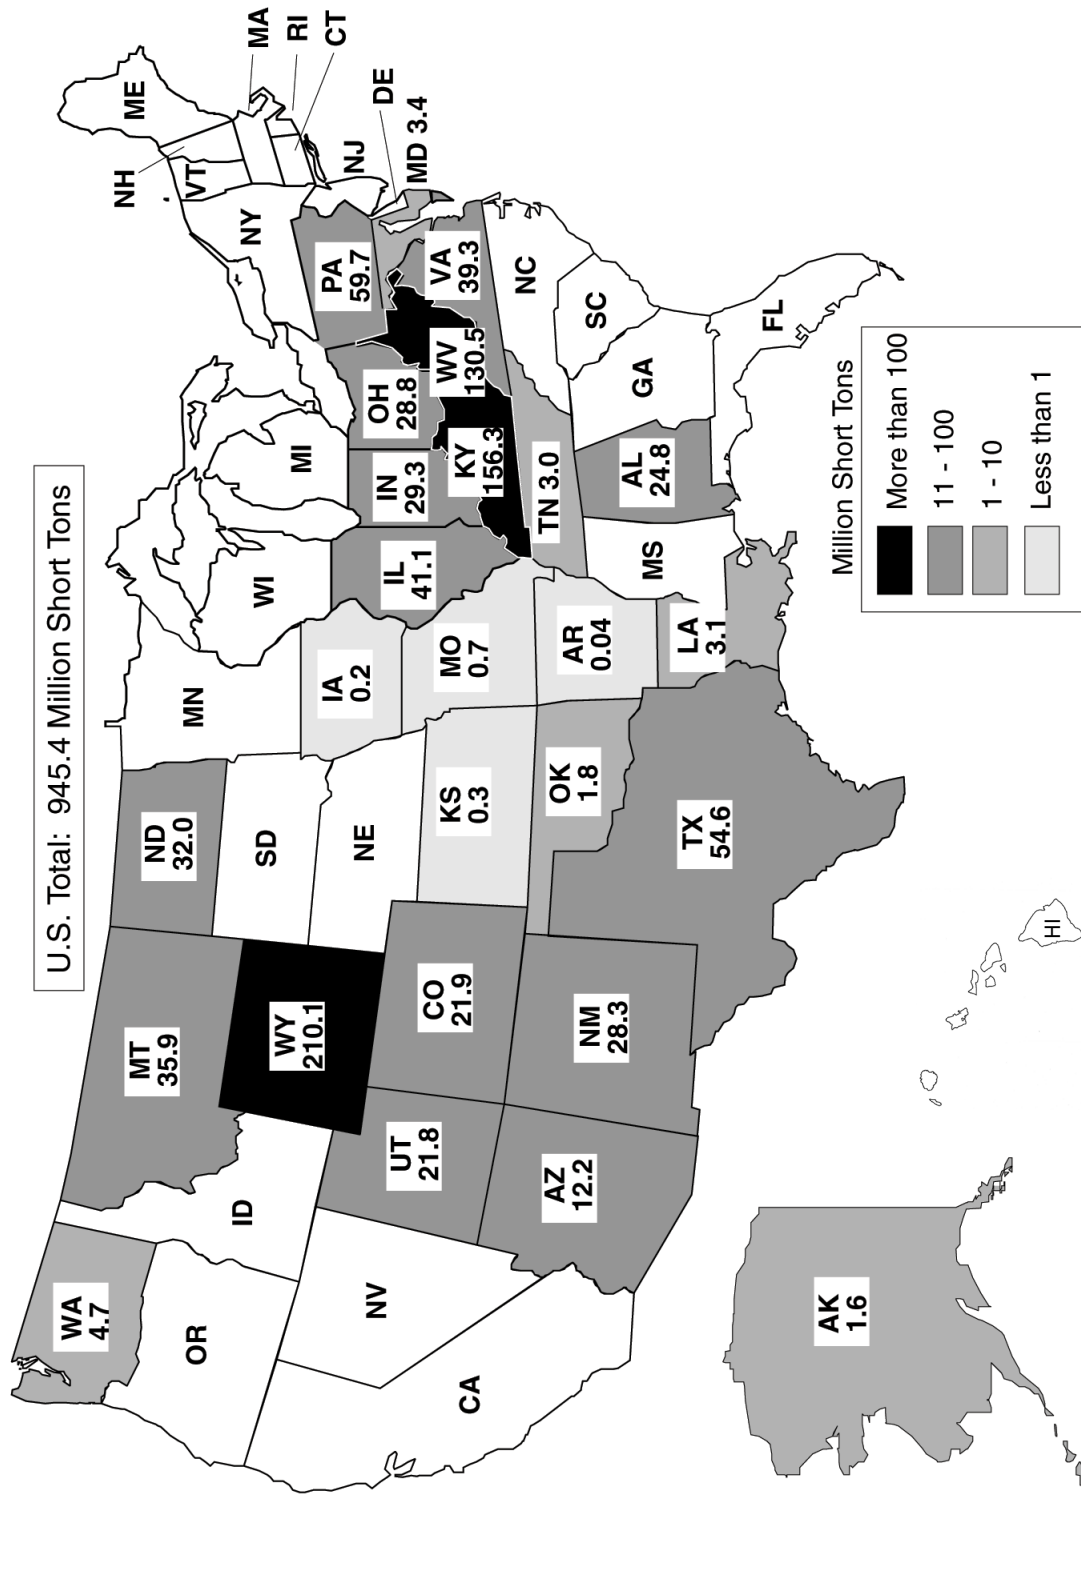 U.S. Total: 945.4 Million Short Tons
WA
4.7
MT
35.9
ND
32.0
MN
WI
MI
NY
VT
NH
ME
MA
RI
CT
NJ
DE
MD 3.4
PA
59.7
OR
ID
WY
210.1
SD
IA
0.2
IL
41.1
IN
29.3
OH
28.8
WV
130.5
VA
39.3
NV
UT
21.8
CO
21.9
NE
KS
0.3
MO
0.7
KY
156.3
TN 3.0
NC
SC
CA
AZ
12.2
NM
28.3
OK
1.8
AR
0.04
MS
AL
24.8
GA
FL
TX
54.6
LA
3.1
AK
1.6
HI
Million Short Tons
More than 100
11 - 100
1 - 10
Less than 1